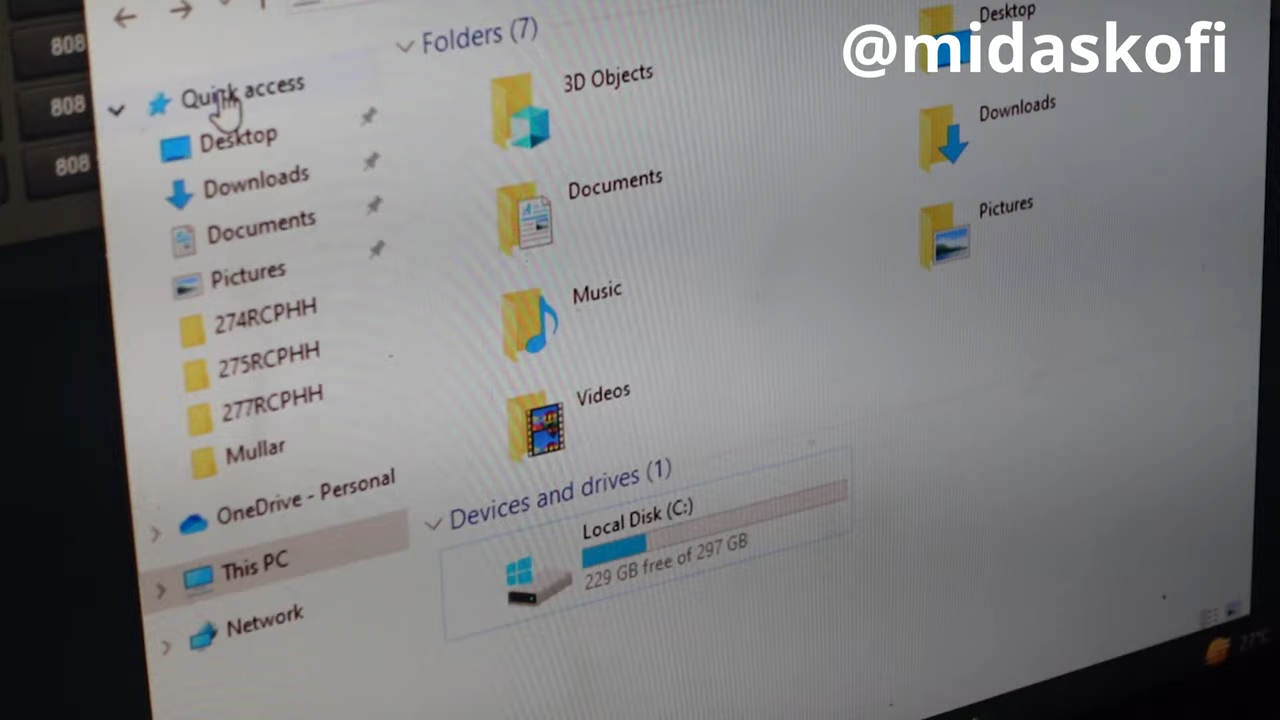 @midaskofi
808
808
808
Quick access
Desktop
Downloads
Documents
Pictures
274RCPHH
275RCPHH
277RCPHH
Mullar
OneDrive - Personal
This PC
Network
Folders (7)
3D Objects
Desktop
Documents
Downloads
Music
Pictures
Videos
Devices and drives (1)
Local Disk (C:)
229 GB free of 297 GB